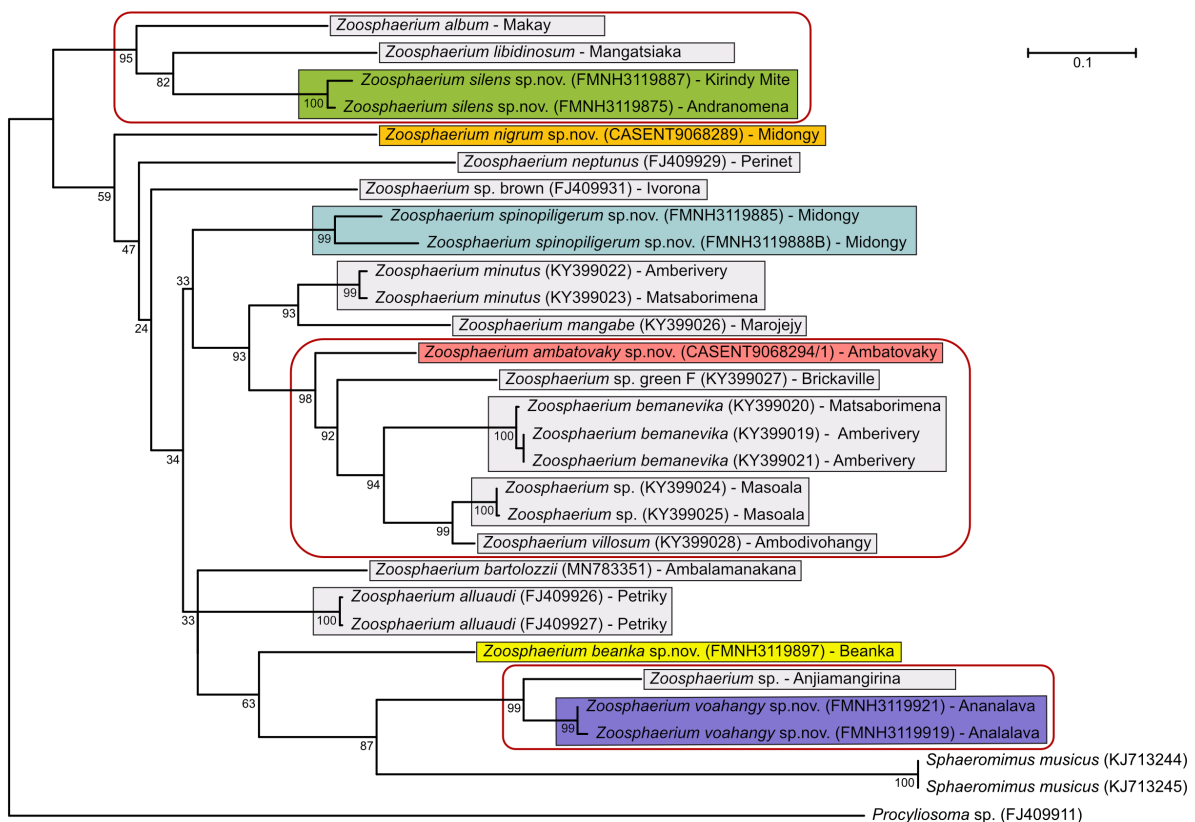 Zoosphaerium album - Makay
95
Zoosphaerium libidinosum - Mangatsiaka
0.1
82
Zoosphaerium silens sp.nov. (FMNH3119887) - Kirindy Mite
100
Zoosphaerium silens sp.nov. (FMNH3119875) - Andranomena
Zoosphaerium nigrum sp.nov. (CASENT9068289) - Midongy
Zoosphaerium neptunus (FJ409929) - Perinet
59
Zoosphaerium sp. brown (FJ409931) - Ivorona
Zoosphaerium spinopiligerum sp.nov. (FMNH3119885) - Midongy
99
Zoosphaerium spinopiligerum sp.nov. (FMNH3119888B) - Midongy
47
Zoosphaerium minutus (KY399022) - Amberivery
33
99
Zoosphaerium minutus (KY399023) - Matsaborimena
93
Zoosphaerium mangabe (KY399026) - Marojejy
24
93
Zoosphaerium ambatovaky sp.nov. (CASENT9068294/1) - Ambatovaky
Zoosphaerium sp. green F (KY399027) - Brickaville
98
Zoosphaerium bemanevika (KY399020) - Matsaborimena
92
100
Zoosphaerium bemanevika (KY399019) - Amberivery
34
Zoosphaerium bemanevika (KY399021) - Amberivery
94
Zoosphaerium sp. (KY399024) - Masoala
100
Zoosphaerium sp. (KY399025) - Masoala
99
Zoosphaerium villosum (KY399028) - Ambodivohangy
Zoosphaerium bartolozzii (MN783351) - Ambalamanakana
Zoosphaerium alluaudi (FJ409926) - Petriky
33
100
Zoosphaerium alluaudi (FJ409927) - Petriky
Zoosphaerium beanka sp.nov. (FMNH3119897) - Beanka
Zoosphaerium sp. - Anjiamangirina
63
99
Zoosphaerium voahangy sp.nov. (FMNH3119921) - Ananalava
99
Zoosphaerium voahangy sp.nov. (FMNH3119919) - Analalava
87
Sphaeromimus musicus (KJ713244)
100
Sphaeromimus musicus (KJ713245)
Procyliosoma sp. (FJ409911)